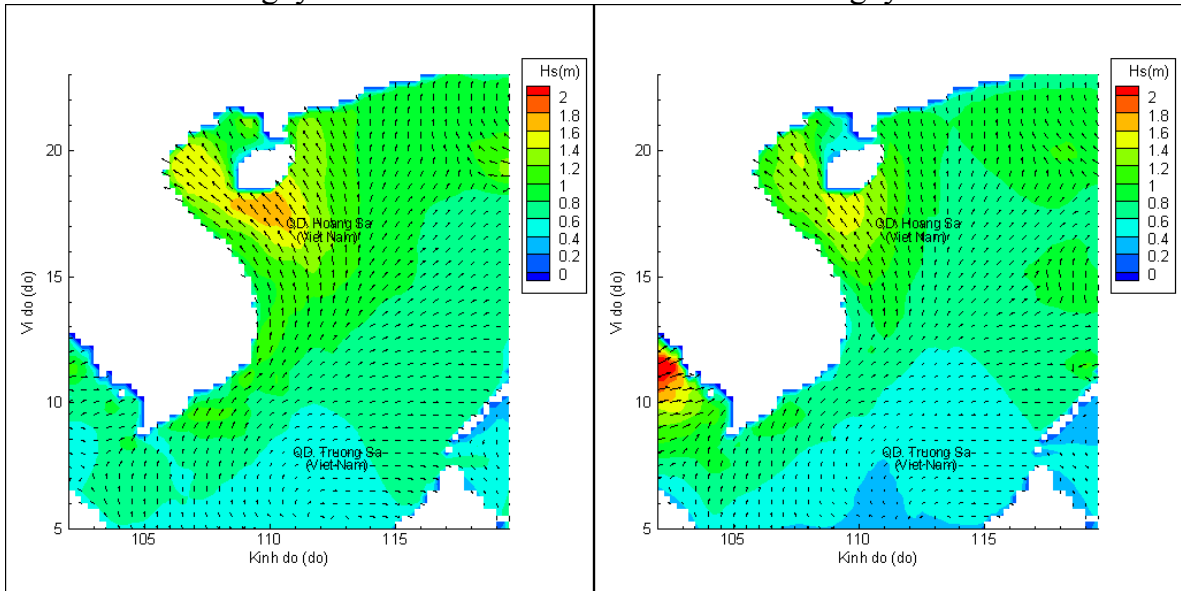 Hs(m)
2
1.8
1.6
1.4
1.2
1
0.8
0.6
0.4
0.2
0
20
15
10
5
Vi do (do)
QD. Hoang Sa
(Viet Nam)
QD. Truong Sa
(Viet-Nam)
105
110
115
Kinh do (do)
Hs(m)
2
1.8
1.6
1.4
1.2
1
0.8
0.6
0.4
0.2
0
20
15
10
5
Vi do (do)
QD. Hoang Sa
(Viet Nam)
QD. Truong Sa
(Viet-Nam)
105
110
115
Kinh do (do)